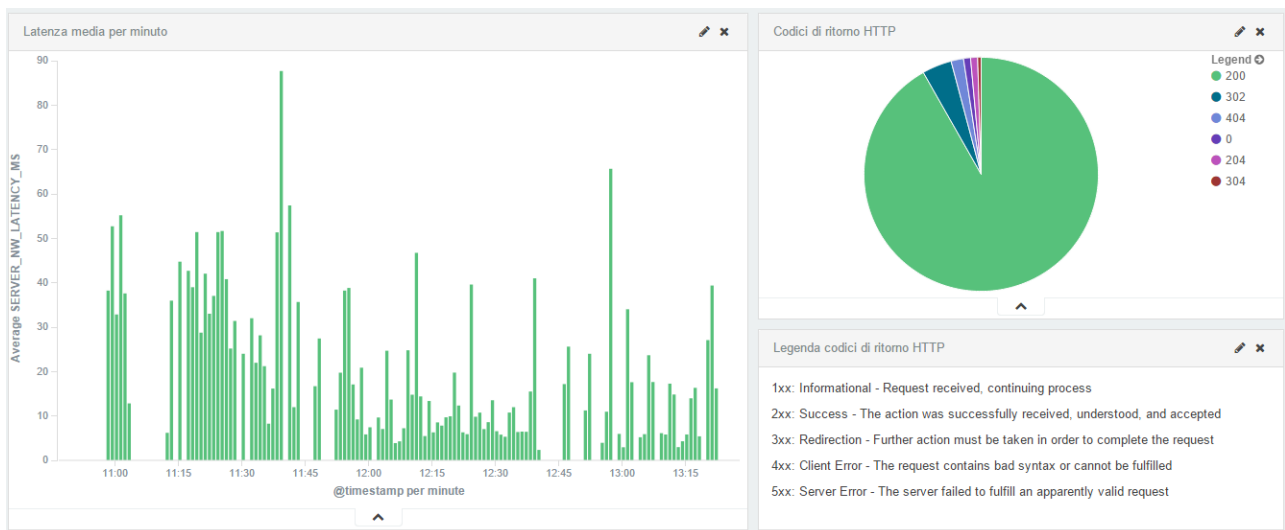 Latenza media per minuto
90
80
70
60
50
40
30
20
10
0
Average SERVER_NW_LATENCY_MS
11:00
11:15
11:30
11:45
12:00
12:15
12:30
12:45
13:00
13:15
@timestamp per minute
Codici di ritorno HTTP
Legend
200
302
404
0
204
304
Legenda codici di ritorno HTTP
1xx: Informational - Request received, continuing process
2xx: Success - The action was successfully received, understood, and accepted
3xx: Redirection - Further action must be taken in order to complete the request
4xx: Client Error - The request contains bad syntax or cannot be fulfilled
5xx: Server Error - The server failed to fulfill an apparently valid request